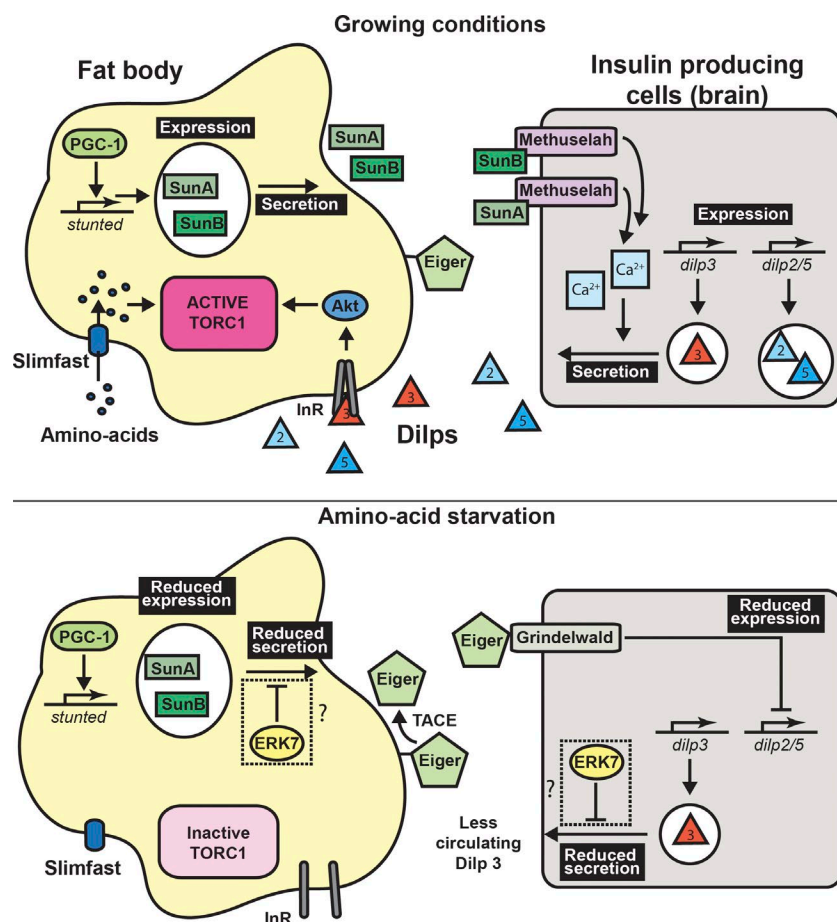 Growing conditions
Fat body
PGC-1
stunted
Expression
SunA
SunB
Secretion
SunA
SunB
Eiger
ACTIVE
TORC1
Akt
Slimfast
Amino-acids
InR
3
3
2
5
Dilps
2
5
Insulin producing
cells (brain)
Methuselah
SunB
Methuselah
SunA
Ca²⁺
Ca²⁺
Expression
dilp3
dilp2/5
Secretion
3
2
5
Amino-acid starvation
Reduced
expression
PGC-1
stunted
SunA
SunB
Reduced
secretion
ERK7
?
Eiger
TACE
Eiger
Inactive
TORC1
Slimfast
InR
Eiger
Grindelwald
Reduced
expression
dilp3
dilp2/5
ERK7
?
3
Less
circulating
Dilp 3
Reduced
secretion